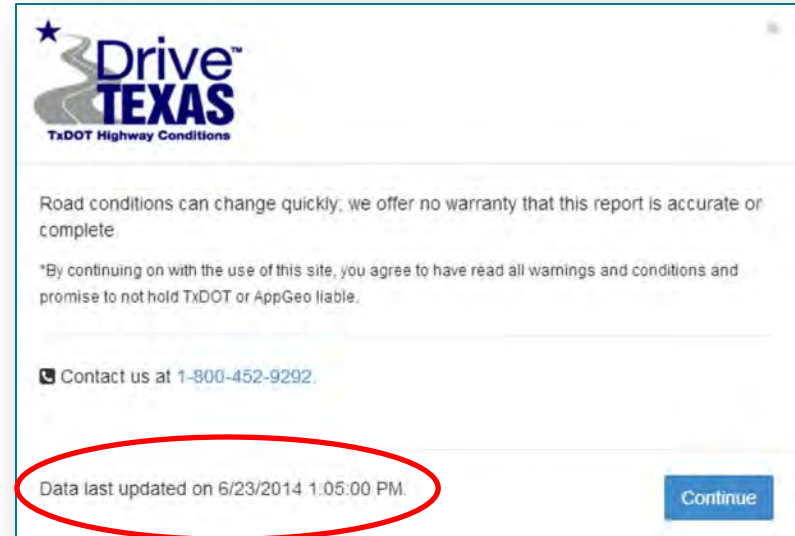 Drive™
TEXAS
TxDOT Highway Conditions
Road conditions can change quickly; we offer no warranty that this report is accurate or
complete.
*By continuing on with the use of this site, you agree to have read all warnings and conditions and
promise to not hold TxDOT or AppGeo liable.
Contact us at 1-800-452-9292.
Data last updated on 6/23/2014 1:05:00 PM.
Continue